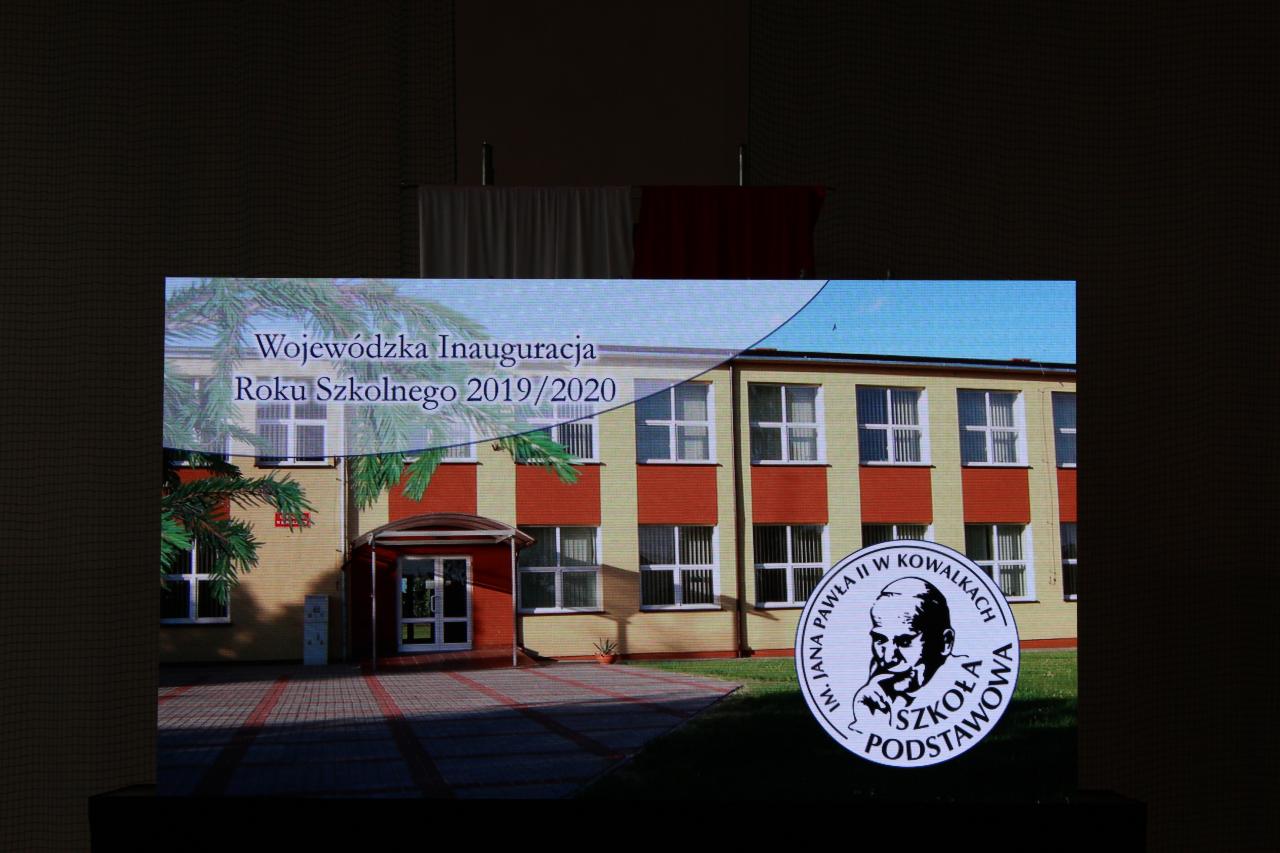 Wojewódzka Inauguracja
Roku Szkolnego 2019/2020
IM. JANA PAWŁA II W KOWALKACH
SZKOŁA
PODSTAWOWA